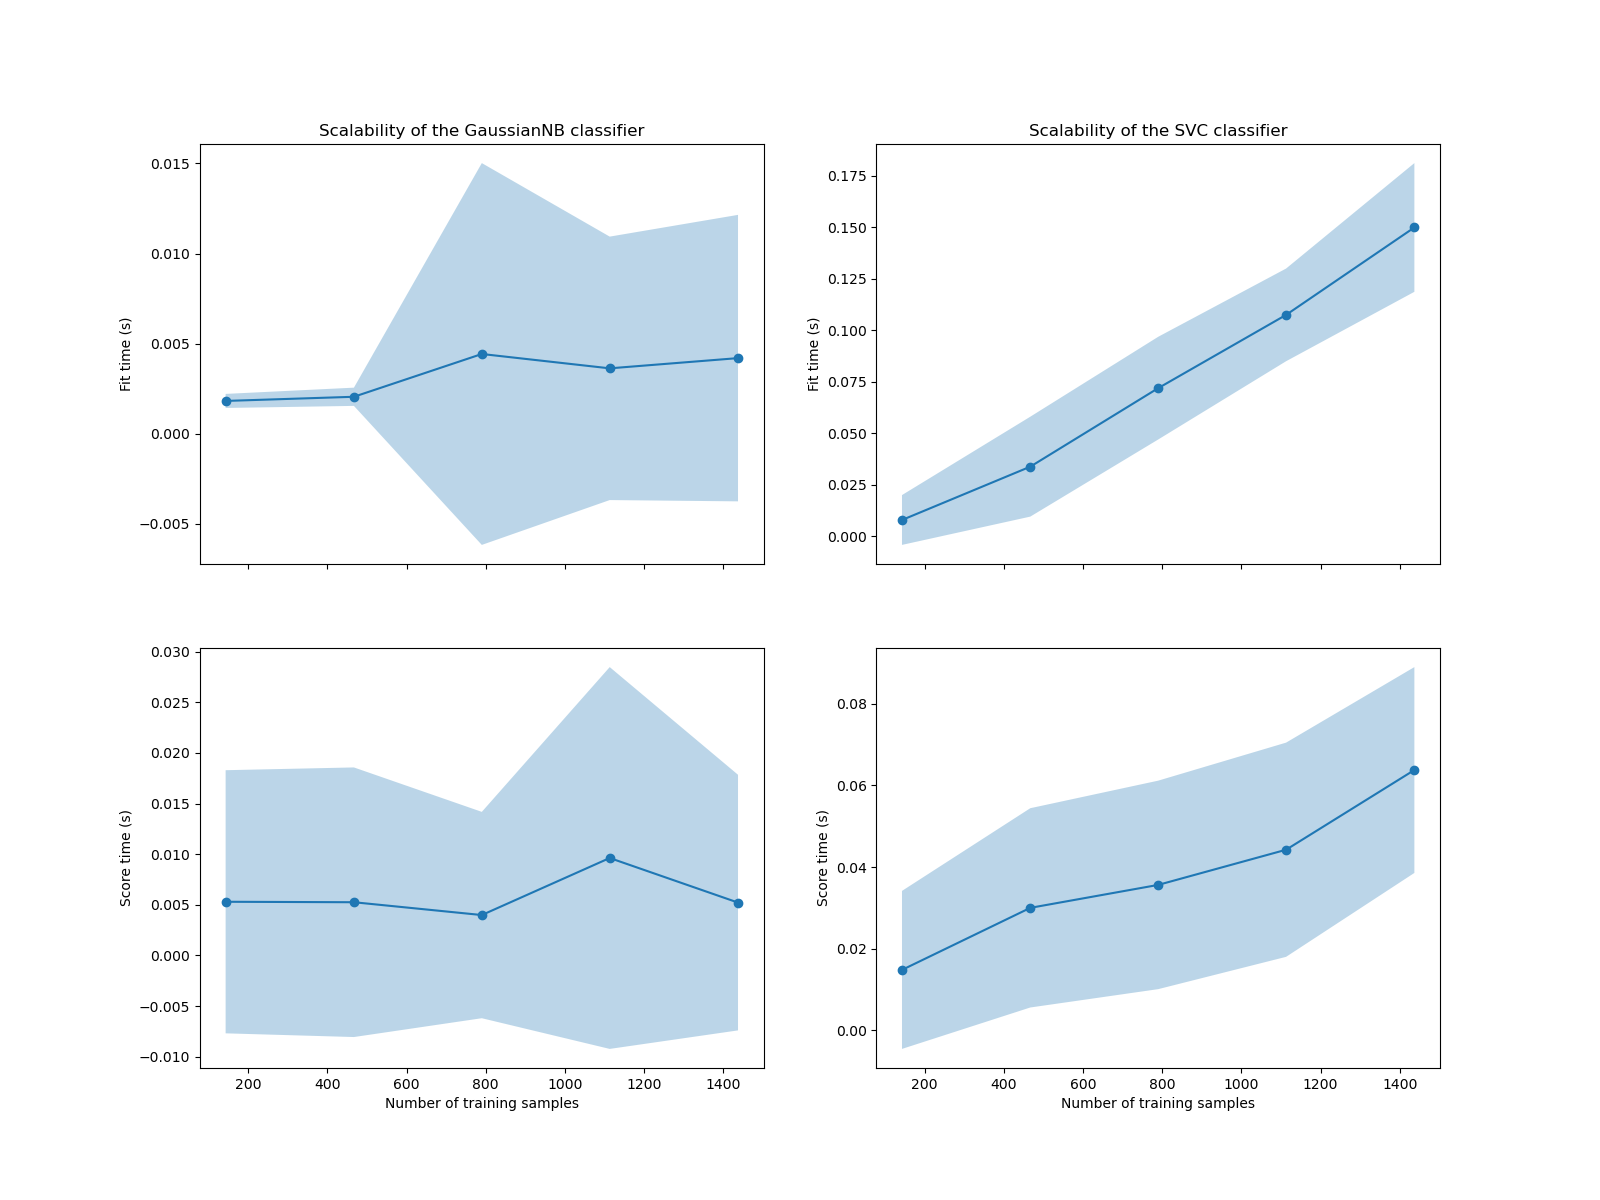 Scalability of the GaussianNB classifier
0.015
0.010
0.005
0.000
−0.005
Fit time (s)
Scalability of the SVC classifier
0.175
0.150
0.125
0.100
0.075
0.050
0.025
0.000
Fit time (s)
0.030
0.025
0.020
0.015
0.010
0.005
0.000
−0.005
−0.010
Score time (s)
200 400 600 800 1000 1200 1400
Number of training samples
0.08
0.06
0.04
0.02
0.00
Score time (s)
200 400 600 800 1000 1200 1400
Number of training samples